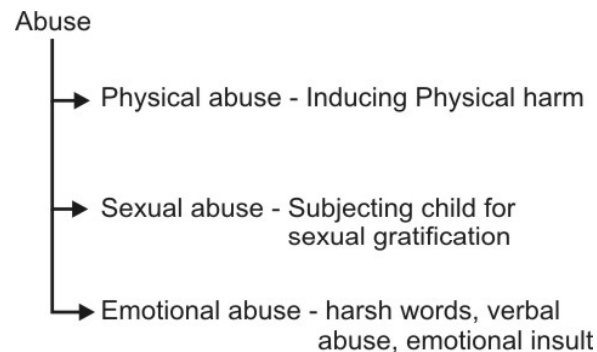 Abuse
Physical abuse - Inducing Physical harm
Sexual abuse - Subjecting child for
sexual gratification
Emotional abuse - harsh words, verbal
abuse, emotional insult